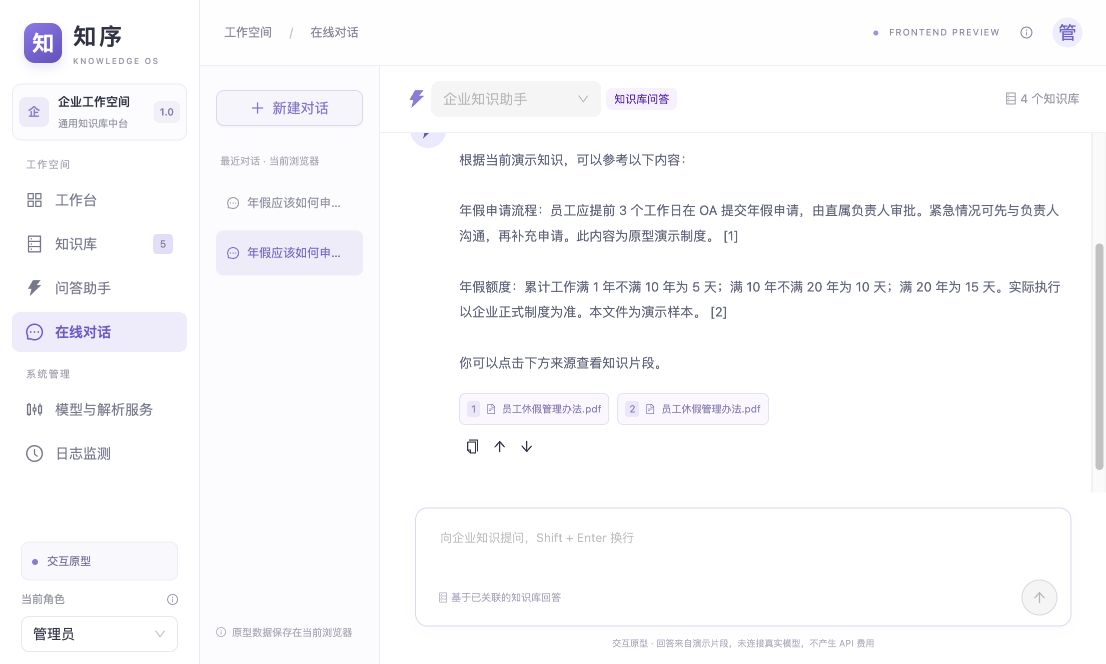 知
知序
KNOWLEDGE OS
企
企业工作空间
通用知识库中台
1.0
工作空间
工作台
知识库
5
问答助手
在线对话
系统管理
模型与解析服务
日志监测
交互原型
当前角色
管理员
工作空间 / 在线对话
FRONTEND PREVIEW
管
+ 新建对话
最近对话 · 当前浏览器
年假应该如何申...
年假应该如何申...
原型数据保存在当前浏览器
企业知识助手
知识库问答
4 个知识库
根据当前演示知识，可以参考以下内容：
年假申请流程：员工应提前 3 个工作日在 OA 提交年假申请，由直属负责人审批。紧急情况可先与负责人
沟通，再补充申请。此内容为原型演示制度。 [1]
年假额度：累计工作满 1 年不满 10 年为 5 天；满 10 年不满 20 年为 10 天；满 20 年为 15 天。实际执行
以企业正式制度为准。本文件为演示样本。 [2]
你可以点击下方来源查看知识片段。
1 员工休假管理办法.pdf
2 员工休假管理办法.pdf
向企业知识提问，Shift + Enter 换行
基于已关联的知识库回答
交互原型 · 回答来自演示片段，未连接真实模型，不产生 API 费用